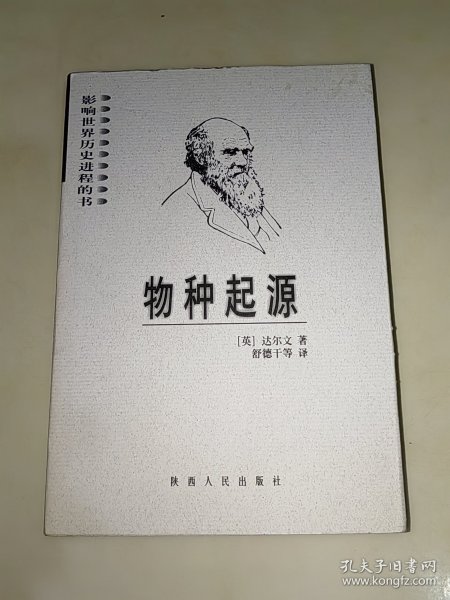 影响世界历史进程的书
物种起源
[英] 达尔文 著
舒德干等 译
陕西人民出版社
孔夫子旧书网
www.kongfz.com